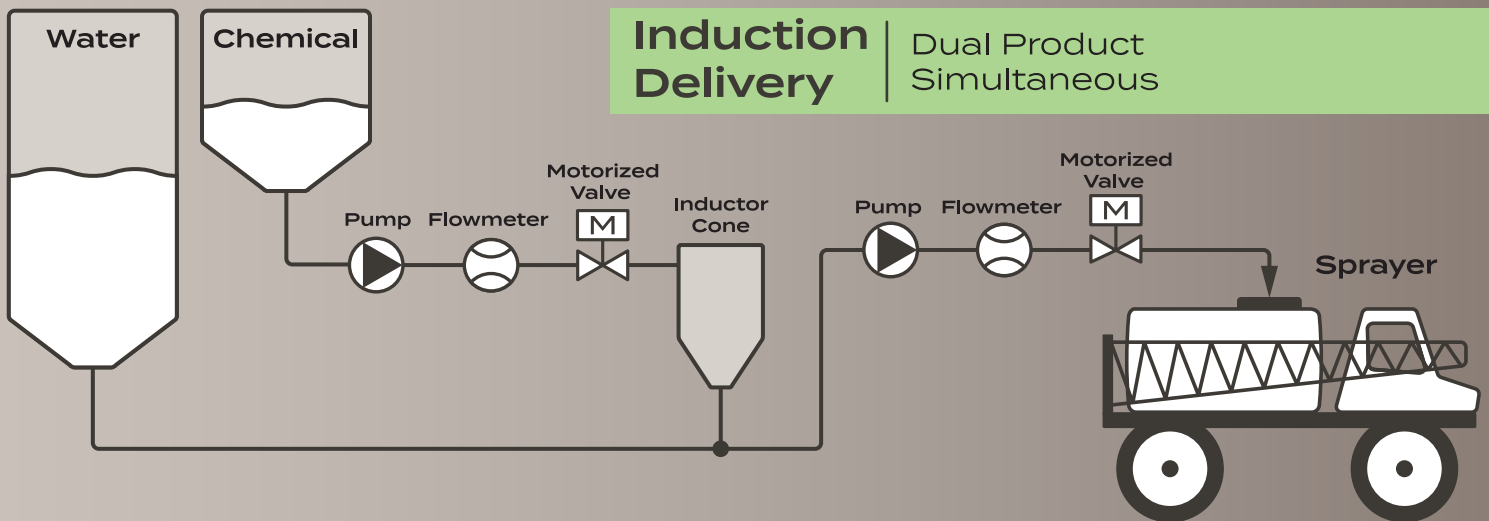 Water
Chemical
Induction
Delivery
Dual Product
Simultaneous
Pump
Flowmeter
Motorized
Valve
M
Inductor
Cone
Pump
Flowmeter
Motorized
Valve
M
Sprayer